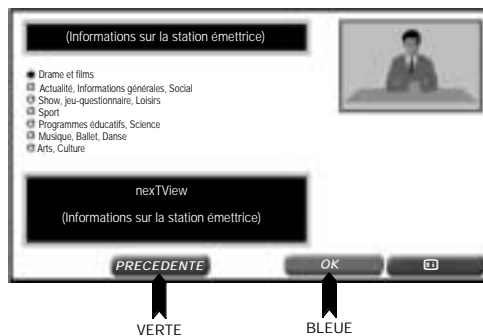 (Informations sur la station émettrice)
Drame et films
Actualité, Informations générales, Social
Show, jeu-questionnaire, Loisirs
Sport
Programmes éducatifs, Science
Musique, Ballet, Danse
Arts, Culture
nexTView
(Informations sur la station émettrice)
PRECEDENTE
OK
VERTE
BLEUE